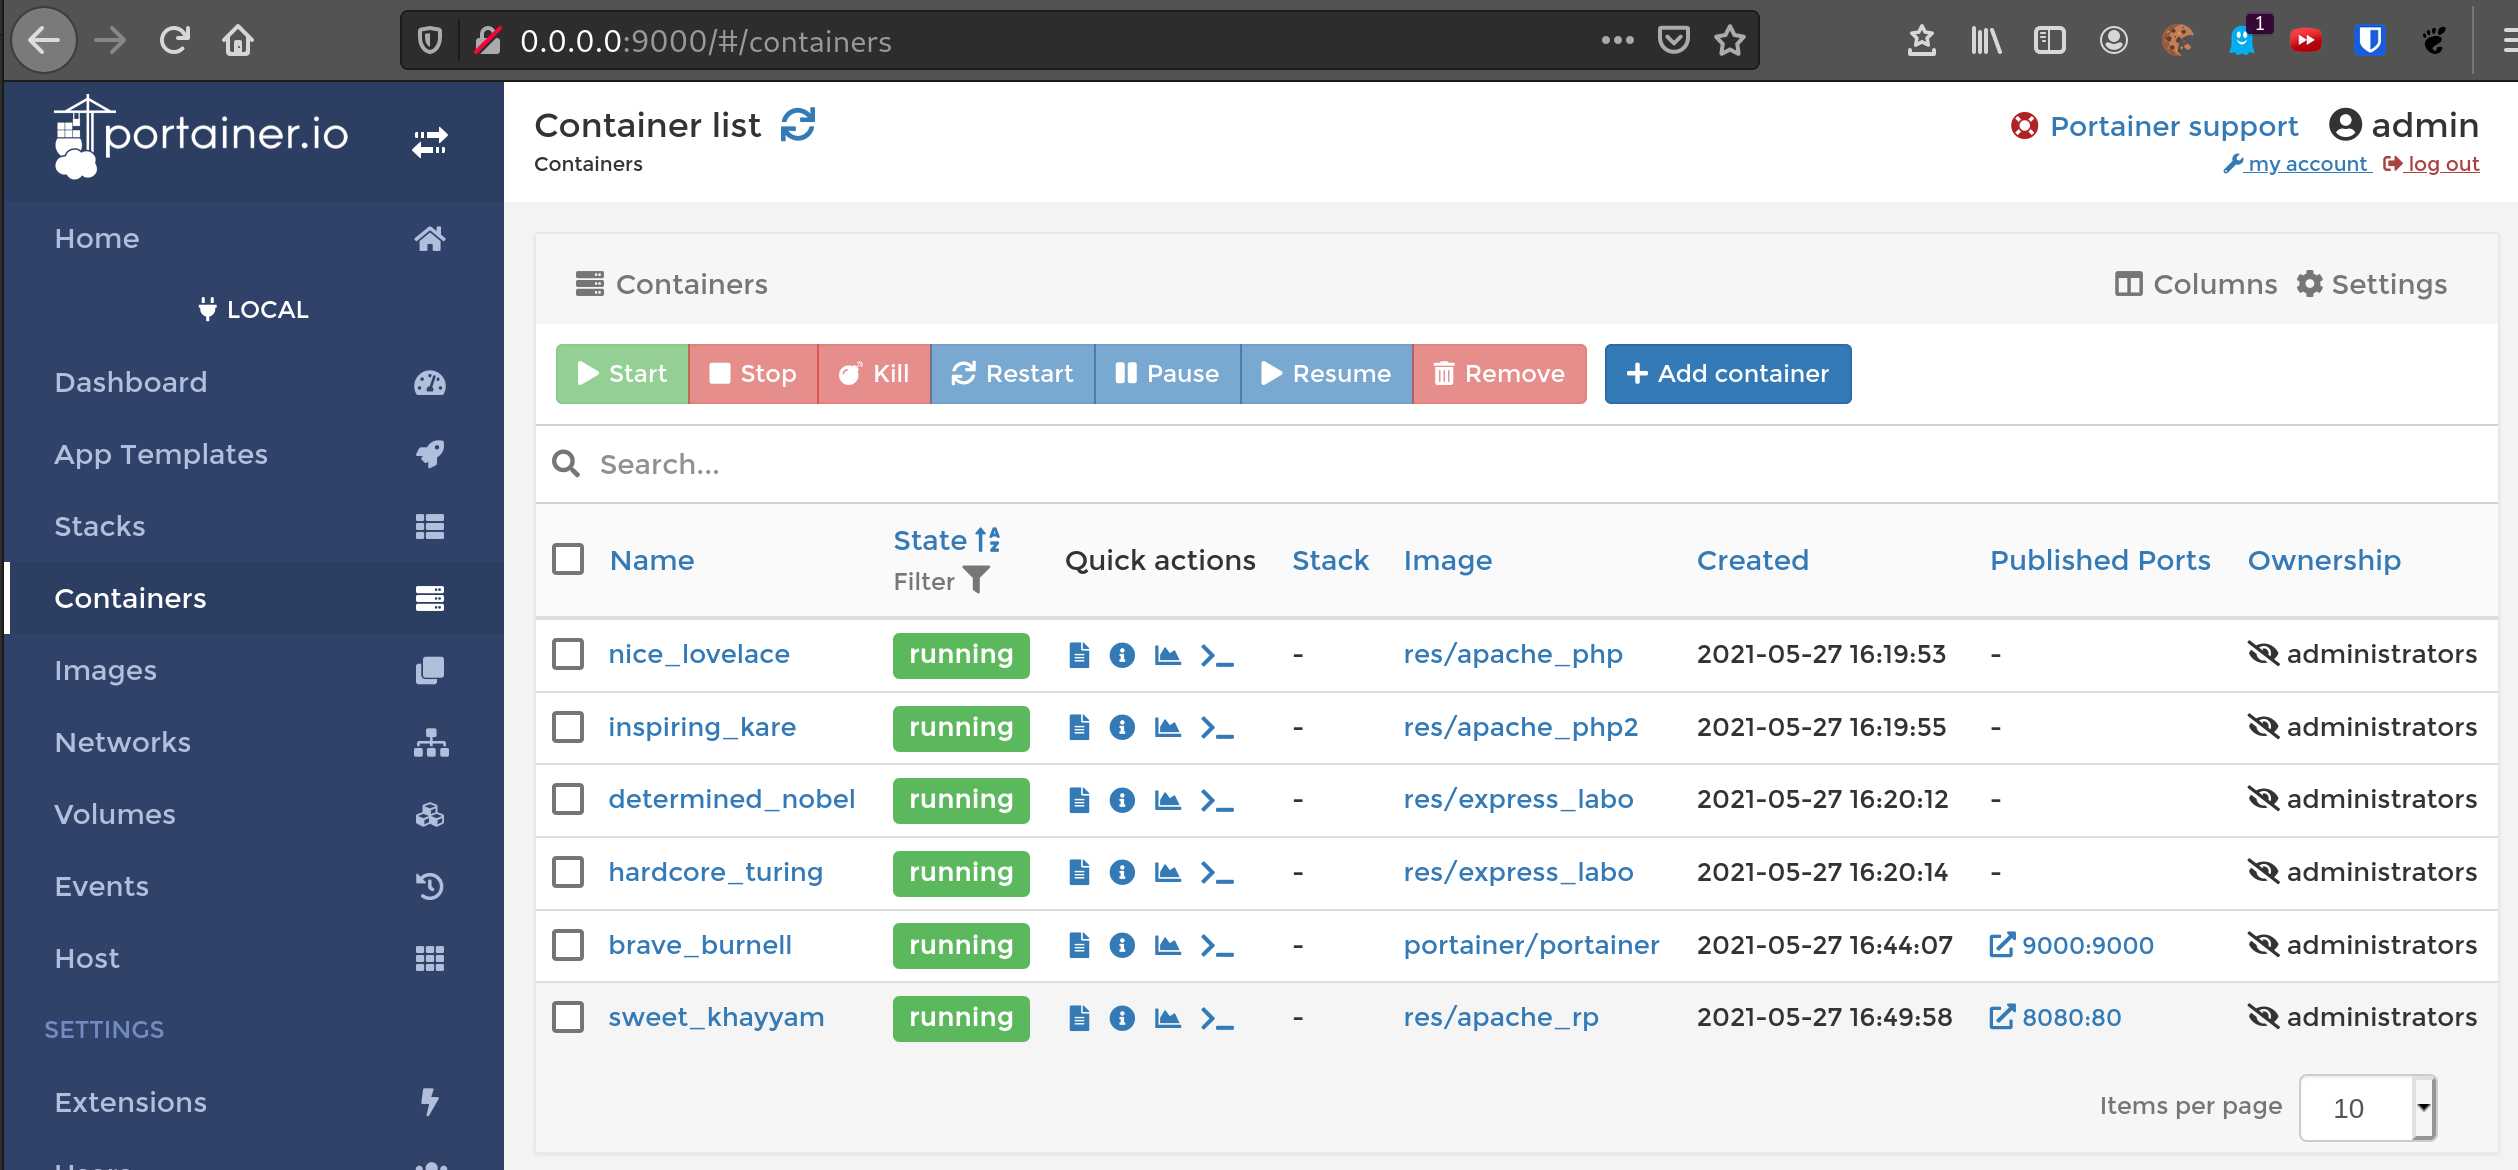 0.0.0.0:9000/#/containers
1
portainer.io
Container list
Containers
Portainer support
admin
my account
log out
Home
LOCAL
Dashboard
App Templates
Stacks
Containers
Images
Networks
Volumes
Events
Host
SETTINGS
Extensions
Users
Containers
Columns
Settings
Start Stop Kill Restart Pause Resume Remove
+ Add container
Search...
Name State Filter Quick actions Stack Image Created Published Ports Ownership
nice_lovelace running - res/apache_php 2021-05-27 16:19:53 - administrators
inspiring_kare running - res/apache_php2 2021-05-27 16:19:55 - administrators
determined_nobel running - res/express_labo 2021-05-27 16:20:12 - administrators
hardcore_turing running - res/express_labo 2021-05-27 16:20:14 - administrators
brave_burnell running - portainer/portainer 2021-05-27 16:44:07 9000:9000 administrators
sweet_khayyam running - res/apache_rp 2021-05-27 16:49:58 8080:80 administrators
Items per page 10